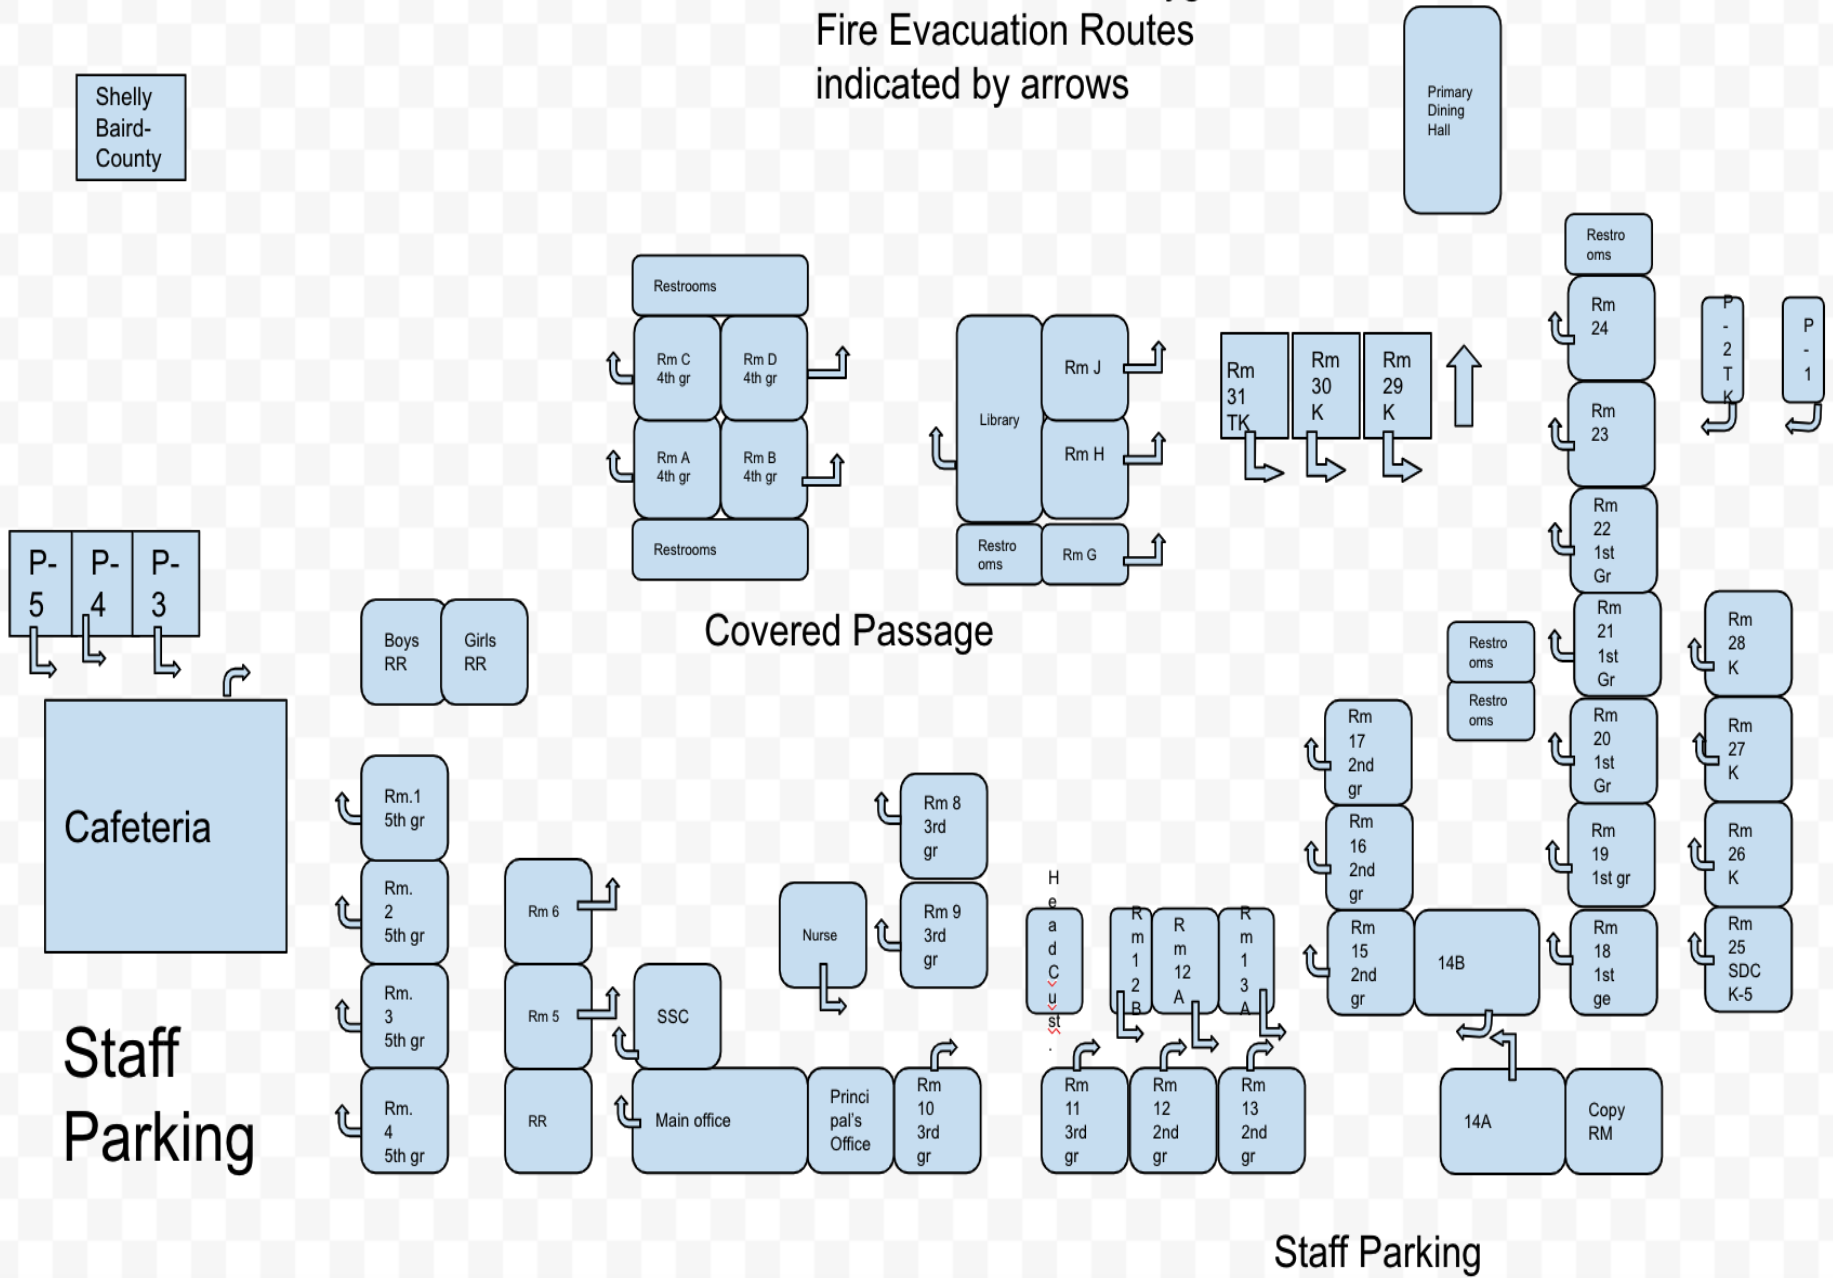 Fire Evacuation Routes
indicated by arrows
Shelly
Baird-
County
Primary
Dining
Hall
Restro
oms
Rm
24
P
-
2
T
K
P
-
1
Restrooms
Rm C
4th gr
Rm D
4th gr
Rm A
4th gr
Rm B
4th gr
Restrooms
Library
Rm J
Rm H
Restro
oms
Rm G
Rm
31
TK
Rm
30
K
Rm
29
K
Rm
23
Rm
22
1st
Gr
Rm
21
1st
Gr
Rm
20
1st
Gr
Rm
19
1st gr
Rm
18
1st
ge
Rm
28
K
Rm
27
K
Rm
26
K
Rm
25
SDC
K-5
P-
5
P-
4
P-
3
Boys
RR
Girls
RR
Covered Passage
Restro
oms
Restro
oms
Cafeteria
Rm.1
5th gr
Rm.
2
5th gr
Rm.
3
5th gr
Rm.
4
5th gr
Rm 6
Rm 5
RR
SSC
Main office
Princi
pal's
Office
Nurse
Rm 8
3rd
gr
Rm 9
3rd
gr
Rm
10
3rd
gr
H
e
a
d
C
u
st
.
R
m
1
2
B
R
m
12
A
R
m
1
3
A
Rm
11
3rd
gr
Rm
12
2nd
gr
Rm
13
2nd
gr
Rm
17
2nd
gr
Rm
16
2nd
gr
Rm
15
2nd
gr
14B
14A
Copy
RM
Staff
Parking
Staff Parking